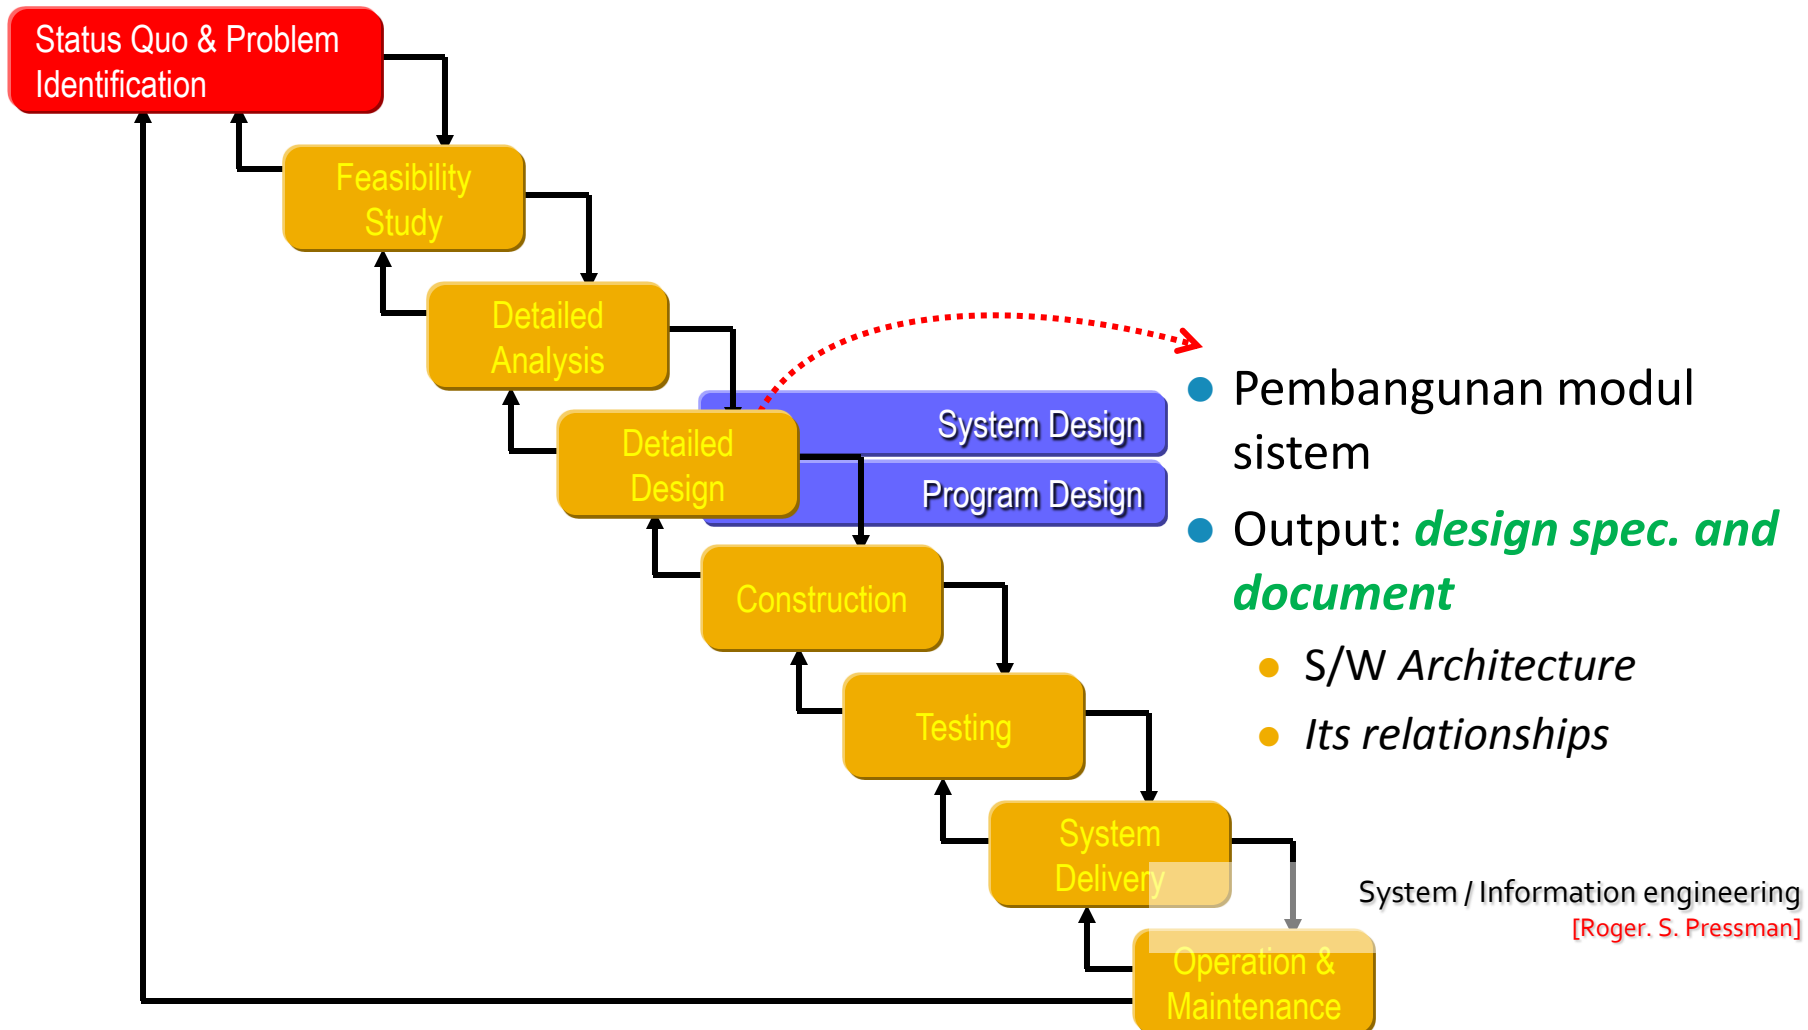 Status Quo & Problem
Identification
Feasibility
Study
Detailed
Analysis
System Design
Detailed
Design
Program Design
Construction
Testing
System
Delivery
Operation &
Maintenance
● Pembangunan modul
sistem
● Output: design spec. and
document
● S/W Architecture
● Its relationships
System / Information engineering
[Roger. S. Pressman]